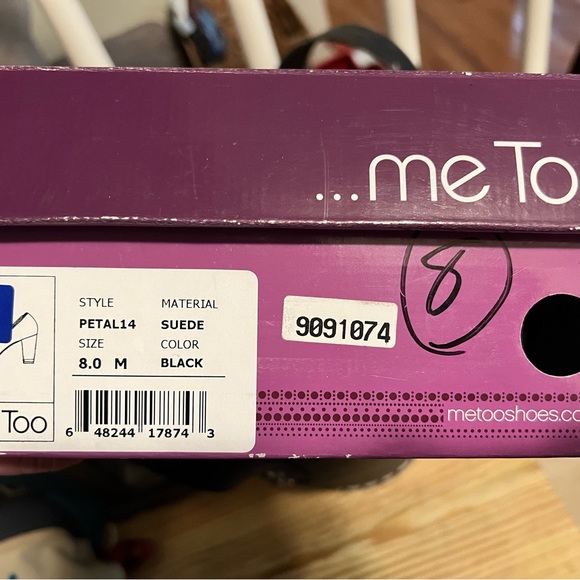 ...me To
STYLE MATERIAL
PETAL14 SUEDE
SIZE COLOR
8.0 M BLACK
6 48244 17874 3
Too
9091074
8
metooshoes.co